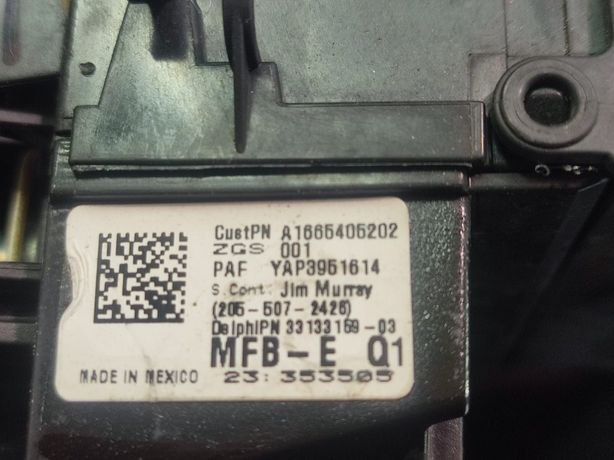 CustPN A1665405202
ZGS 001
PAF YAP3951614
S.Cont: Jim Murray
(205-507-2426)
DelphiPN 33133159-03
MFB-E Q1
MADE IN MEXICO 23: 353505